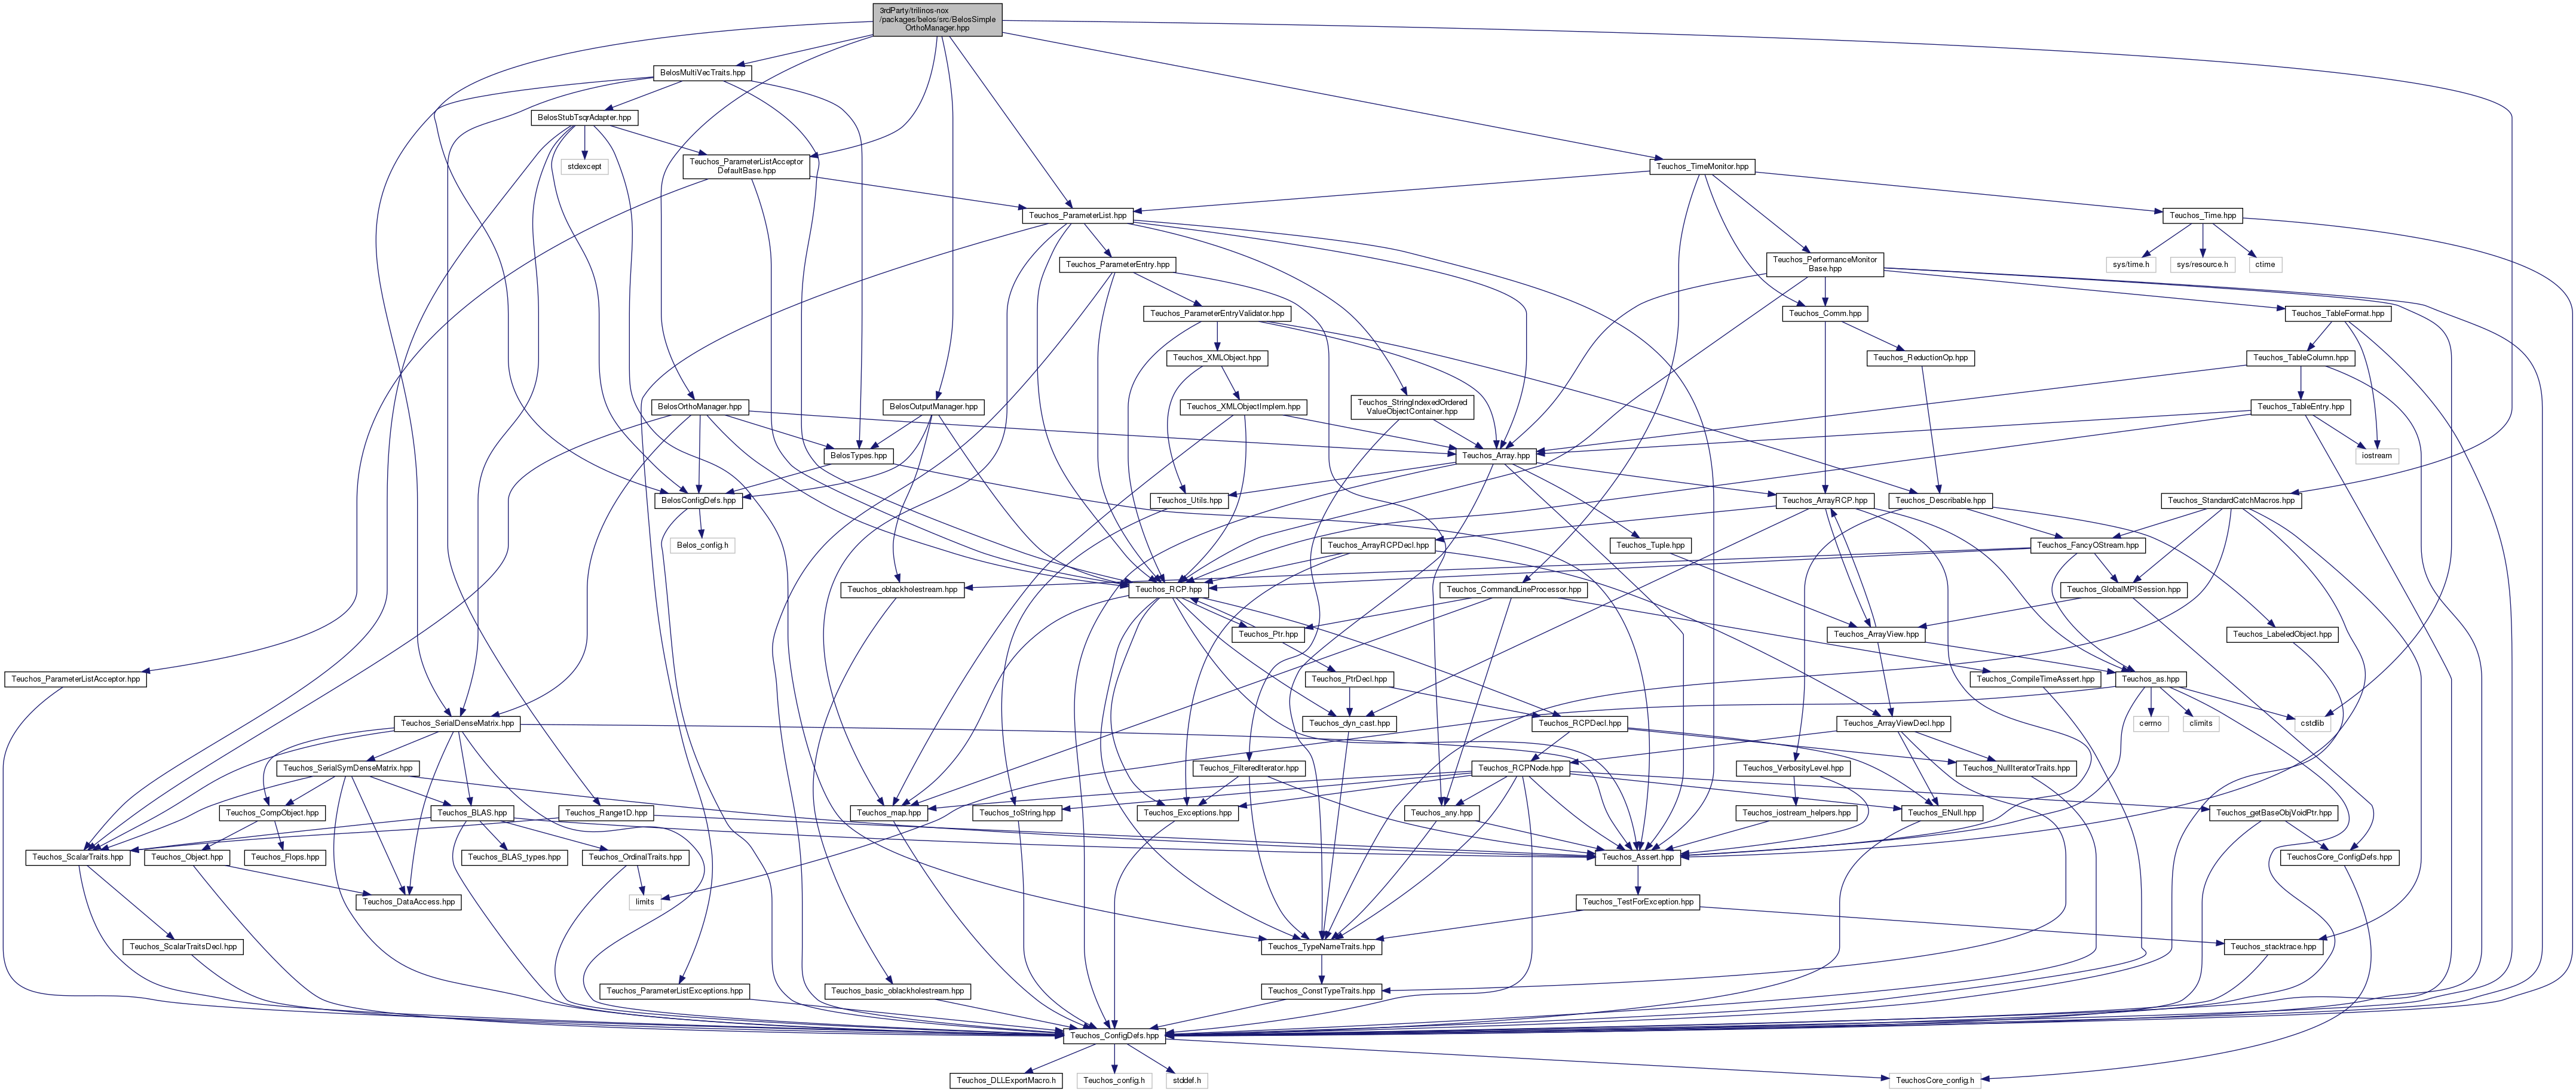 3rdParty/trilinos-nox
/packages/belos/src/BelosSimple
OrthoManager.hpp
BelosMultiVecTraits.hpp
BelosStubTsqrAdapter.hpp
stdexcept
Teuchos_ParameterListAcceptor
DefaultBase.hpp
Teuchos_TimeMonitor.hpp
Teuchos_ParameterList.hpp
Teuchos_Time.hpp
Teuchos_ParameterEntry.hpp
Teuchos_PerformanceMonitor
Base.hpp
sys/time.h
sys/resource.h
ctime
Teuchos_ParameterEntryValidator.hpp
Teuchos_Comm.hpp
Teuchos_TableFormat.hpp
Teuchos_XMLObject.hpp
Teuchos_ReductionOp.hpp
Teuchos_TableColumn.hpp
BelosOrthoManager.hpp
BelosOutputManager.hpp
Teuchos_XMLObjectImplem.hpp
Teuchos_StringIndexedOrdered
ValueObjectContainer.hpp
Teuchos_TableEntry.hpp
BelosTypes.hpp
Teuchos_Array.hpp
iostream
BelosConfigDefs.hpp
Teuchos_Utils.hpp
Teuchos_ArrayRCP.hpp
Teuchos_Describable.hpp
Teuchos_StandardCatchMacros.hpp
Belos_config.h
Teuchos_ArrayRCPDecl.hpp
Teuchos_Tuple.hpp
Teuchos_FancyOStream.hpp
Teuchos_oblackholestream.hpp
Teuchos_RCP.hpp
Teuchos_CommandLineProcessor.hpp
Teuchos_GlobalMPISession.hpp
Teuchos_Ptr.hpp
Teuchos_ArrayView.hpp
Teuchos_LabeledObject.hpp
Teuchos_ParameterListAcceptor.hpp
Teuchos_PtrDecl.hpp
Teuchos_CompileTimeAssert.hpp
Teuchos_as.hpp
Teuchos_SerialDenseMatrix.hpp
Teuchos_dyn_cast.hpp
Teuchos_RCPDecl.hpp
Teuchos_ArrayViewDecl.hpp
cerrno
climits
cstdlib
Teuchos_SerialSymDenseMatrix.hpp
Teuchos_FilteredIterator.hpp
Teuchos_RCPNode.hpp
Teuchos_VerbosityLevel.hpp
Teuchos_NullIteratorTraits.hpp
Teuchos_CompObject.hpp
Teuchos_BLAS.hpp
Teuchos_Range1D.hpp
Teuchos_map.hpp
Teuchos_toString.hpp
Teuchos_Exceptions.hpp
Teuchos_any.hpp
Teuchos_iostream_helpers.hpp
Teuchos_ENull.hpp
Teuchos_getBaseObjVoidPtr.hpp
Teuchos_ScalarTraits.hpp
Teuchos_Object.hpp
Teuchos_Flops.hpp
Teuchos_BLAS_types.hpp
Teuchos_OrdinalTraits.hpp
Teuchos_Assert.hpp
TeuchosCore_ConfigDefs.hpp
Teuchos_DataAccess.hpp
limits
Teuchos_TestForException.hpp
Teuchos_ScalarTraitsDecl.hpp
Teuchos_TypeNameTraits.hpp
Teuchos_stacktrace.hpp
Teuchos_ParameterListExceptions.hpp
Teuchos_basic_oblackholestream.hpp
Teuchos_ConstTypeTraits.hpp
Teuchos_ConfigDefs.hpp
Teuchos_DLLExportMacro.h
Teuchos_config.h
stddef.h
TeuchosCore_config.h